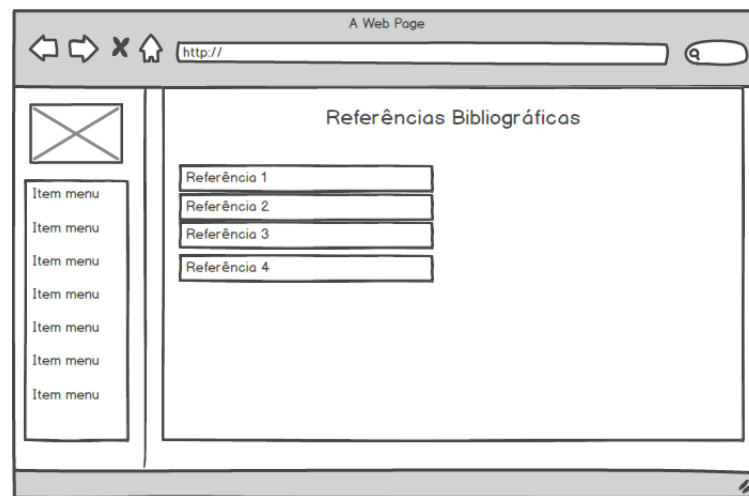 A Web Page
http://
Referências Bibliográficas
Item menu
Item menu
Item menu
Item menu
Item menu
Item menu
Item menu
Referência 1
Referência 2
Referência 3
Referência 4